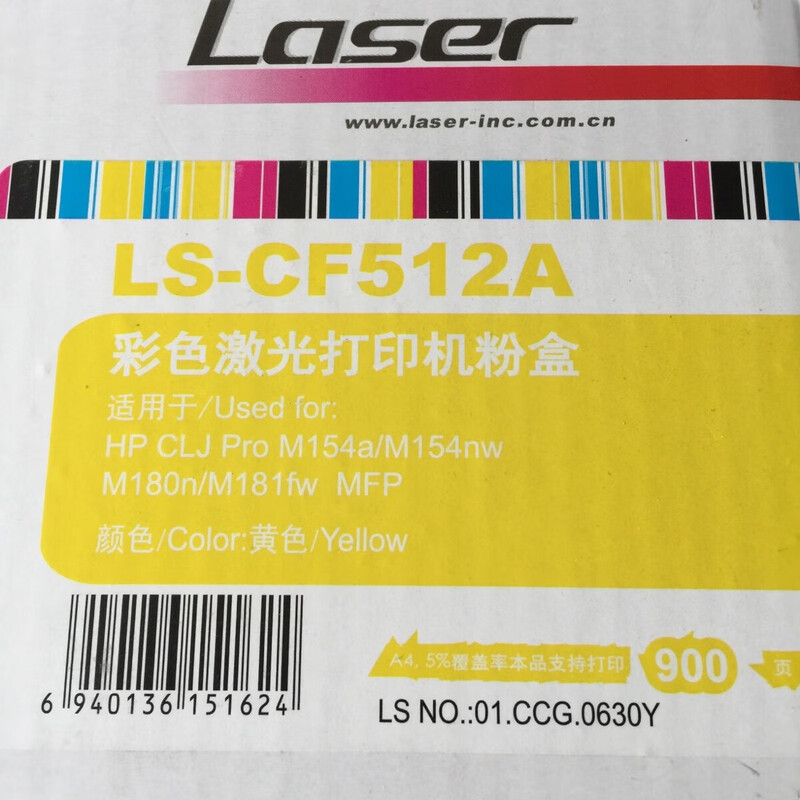 Laser
www.laser-inc.com.cn
LS-CF512A
彩色激光打印机粉盒
适用于/Used for:
HP CLJ Pro M154a/M154nw
M180n/M181fw MFP
颜色/Color:黄色/Yellow
A4, 5%覆盖率本品支持打印 900 页
6 940136 151624
LS NO.:01.CCG.0630Y